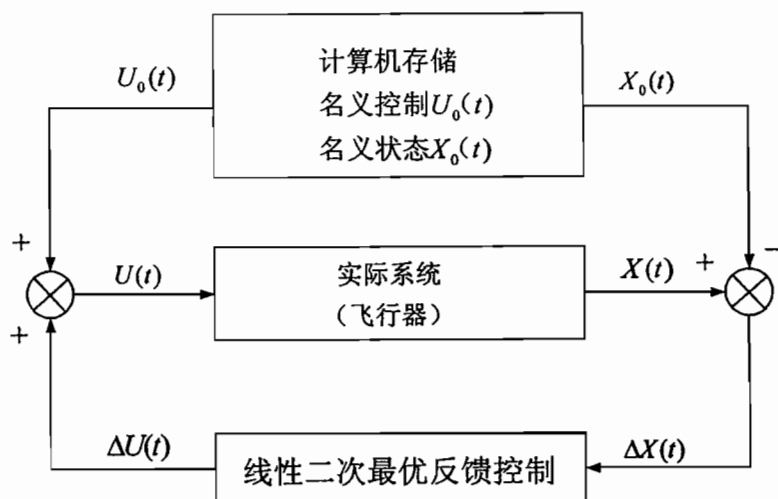 计算机存储
名义控制U₀(t)
名义状态X₀(t)
U₀(t)
X₀(t)
+
−
+
U(t)
实际系统
（飞行器）
X(t)
+
ΔU(t)
线性二次最优反馈控制
ΔX(t)